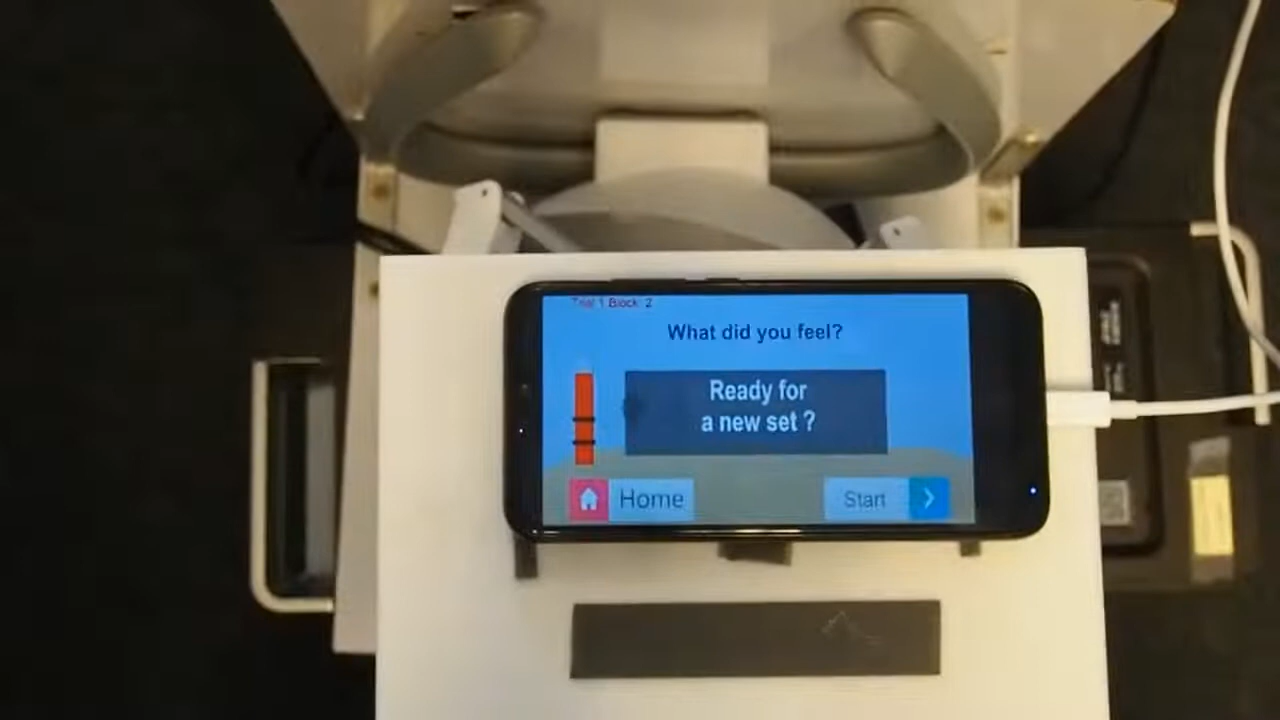 Trial 1 Block: 2
What did you feel?
Ready for
a new set ?
Home
Start